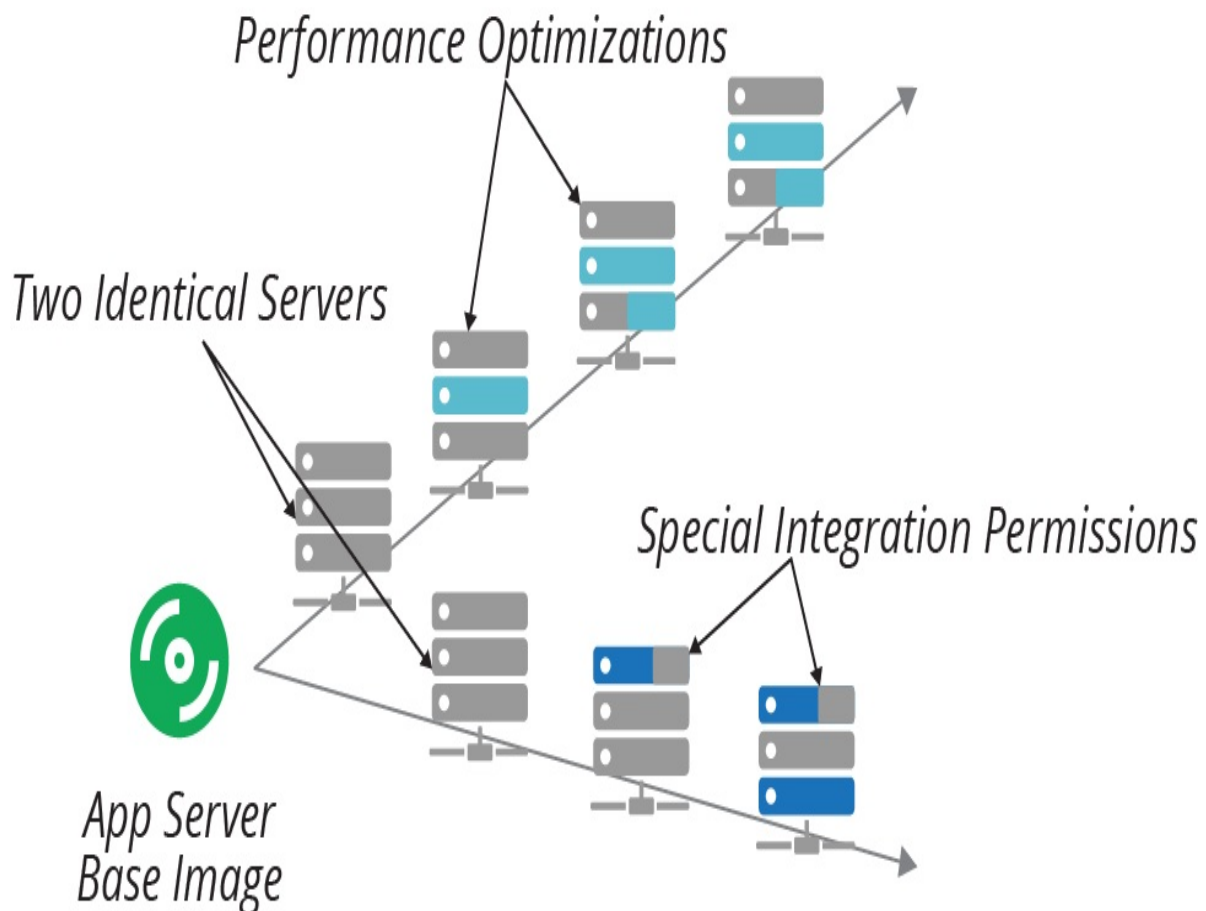 Performance Optimizations
Two Identical Servers
Special Integration Permissions
App Server
Base Image